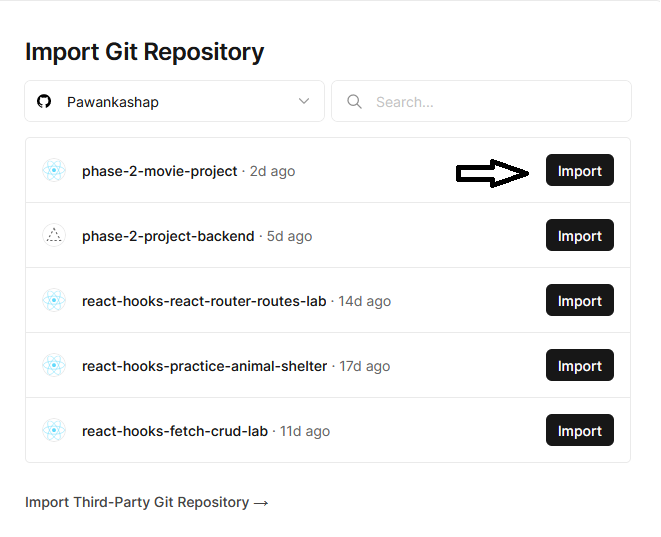 Import Git Repository
Pawankashap
Search...
phase-2-movie-project · 2d ago
Import
phase-2-project-backend · 5d ago
Import
react-hooks-react-router-routes-lab · 14d ago
Import
react-hooks-practice-animal-shelter · 17d ago
Import
react-hooks-fetch-crud-lab · 11d ago
Import
Import Third-Party Git Repository →